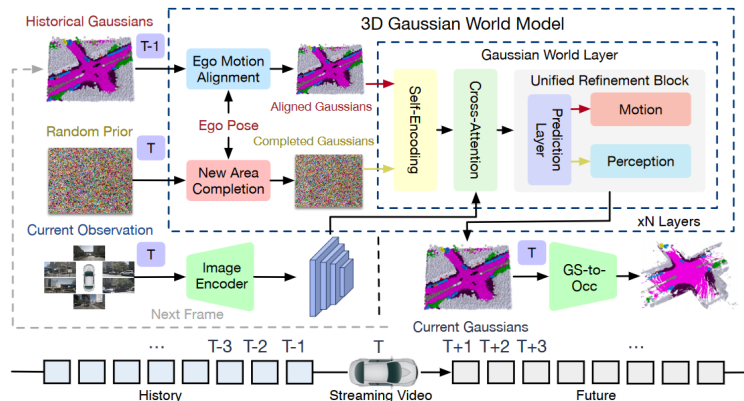 3D Gaussian World Model
Historical Gaussians
T-1
Ego Motion
Alignment
Aligned Gaussians
Gaussian World Layer
Unified Refinement Block
Self-Encoding
Cross-Attention
Prediction
Layer
Motion
Perception
Random Prior
T
Ego Pose
New Area
Completion
Completed Gaussians
xN Layers
Current Observation
T
Image
Encoder
T
GS-to-
Occ
Next Frame
Current Gaussians
... T-3 T-2 T-1 T T+1 T+2 T+3 ...
History Streaming Video Future